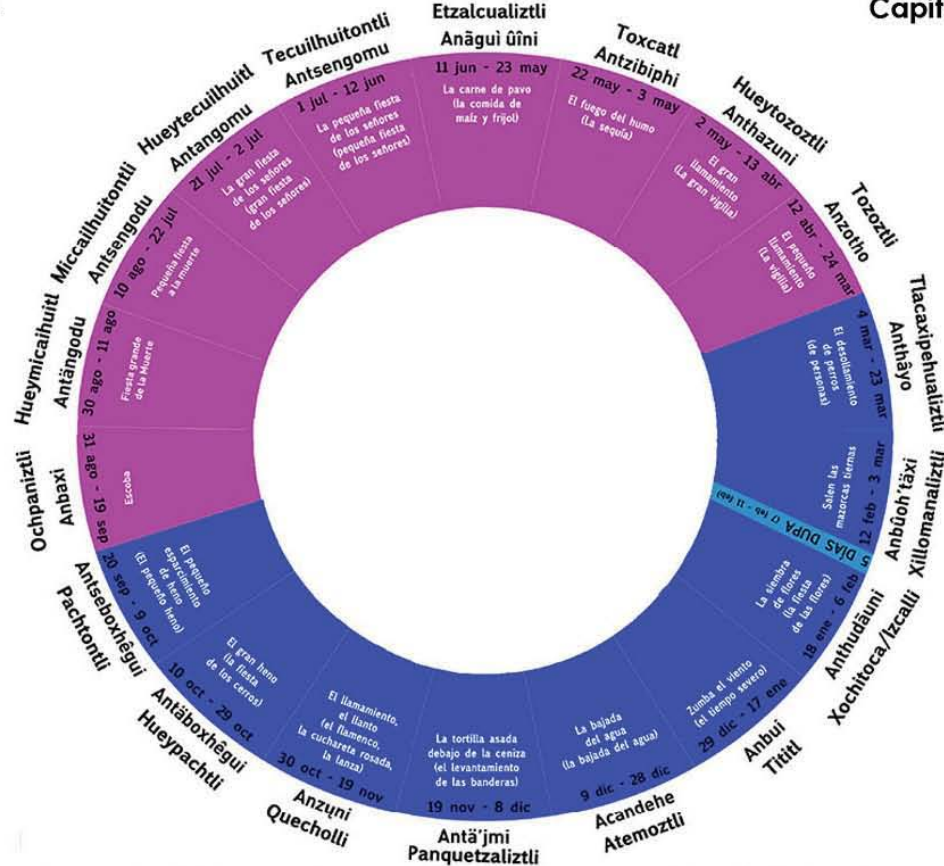 Capít
Etzalcualiztli
Anãguì ûîni
11 jun - 23 may
La carne de pavo
(la comida de
maíz y frijol)
Toxcatl
Antzibiphi
22 may - 3 may
El fuego del humo
(La sequía)
Hueytozoztli
Anthazuni
2 may - 13 abr
El gran
llamamiento
(La gran vigilia)
Tozoztli
Anzotho
12 abr - 24 mar
El pequeño
llamamiento
(La vigilia)
Tlacaxipehualiztli
Anthâyo
4 mar - 23 mar
El desollamiento
de perros
(de personas)
Xillomanaliztli
Anbûoh'täxi
12 feb - 3 mar
Salen las
mazorcas tiernas
5 DÍAS DUPA (7 feb - 11 feb)
18 ene - 6 feb
La siembra
de flores
(la fiesta
de las flores)
Anthudäuni
Xochitoca/Izcalli
Zumba el viento
(el tiempo severo)
29 dic - 17 ene
Anbui
Tititl
La bajada
del agua
(la bajada del agua)
9 dic - 28 dic
Acandehe
Atemoztli
La tortilla asada
debajo de la ceniza
(el levantamiento
de las banderas)
19 nov - 8 dic
Antä'jmi
Panquetzaliztli
El llamamiento,
el llanto
(el flamenco,
la cuchareta rosada,
la lanza)
30 oct - 19 nov
Anzųni
Quecholli
El gran heno
(la fiesta
de los cerros)
10 oct - 29 oct
Antäboxhêgui
Hueypachtli
El pequeño
esparcimiento
de heno
(El pequeño heno)
20 sep - 9 oct
Antseboxhêgui
Pachtontli
Ochpaniztli
Anbaxi
31 ago - 19 sep
Escoba
Hueymicaihuitl
Antängodu
30 ago - 11 ago
Fiesta grande
de la Muerte
Miccailhuitontli
Antsengodu
10 ago - 22 jul
Pequeña fiesta
a la muerte
Hueytecuilhuitl
Antangomu
21 jul - 2 jul
La gran fiesta
de los señores
(gran fiesta
de los señores)
Tecuilhuitontli
Antsengomu
1 jul - 12 jun
La pequeña fiesta
de los señores
(pequeña fiesta
de los señores)